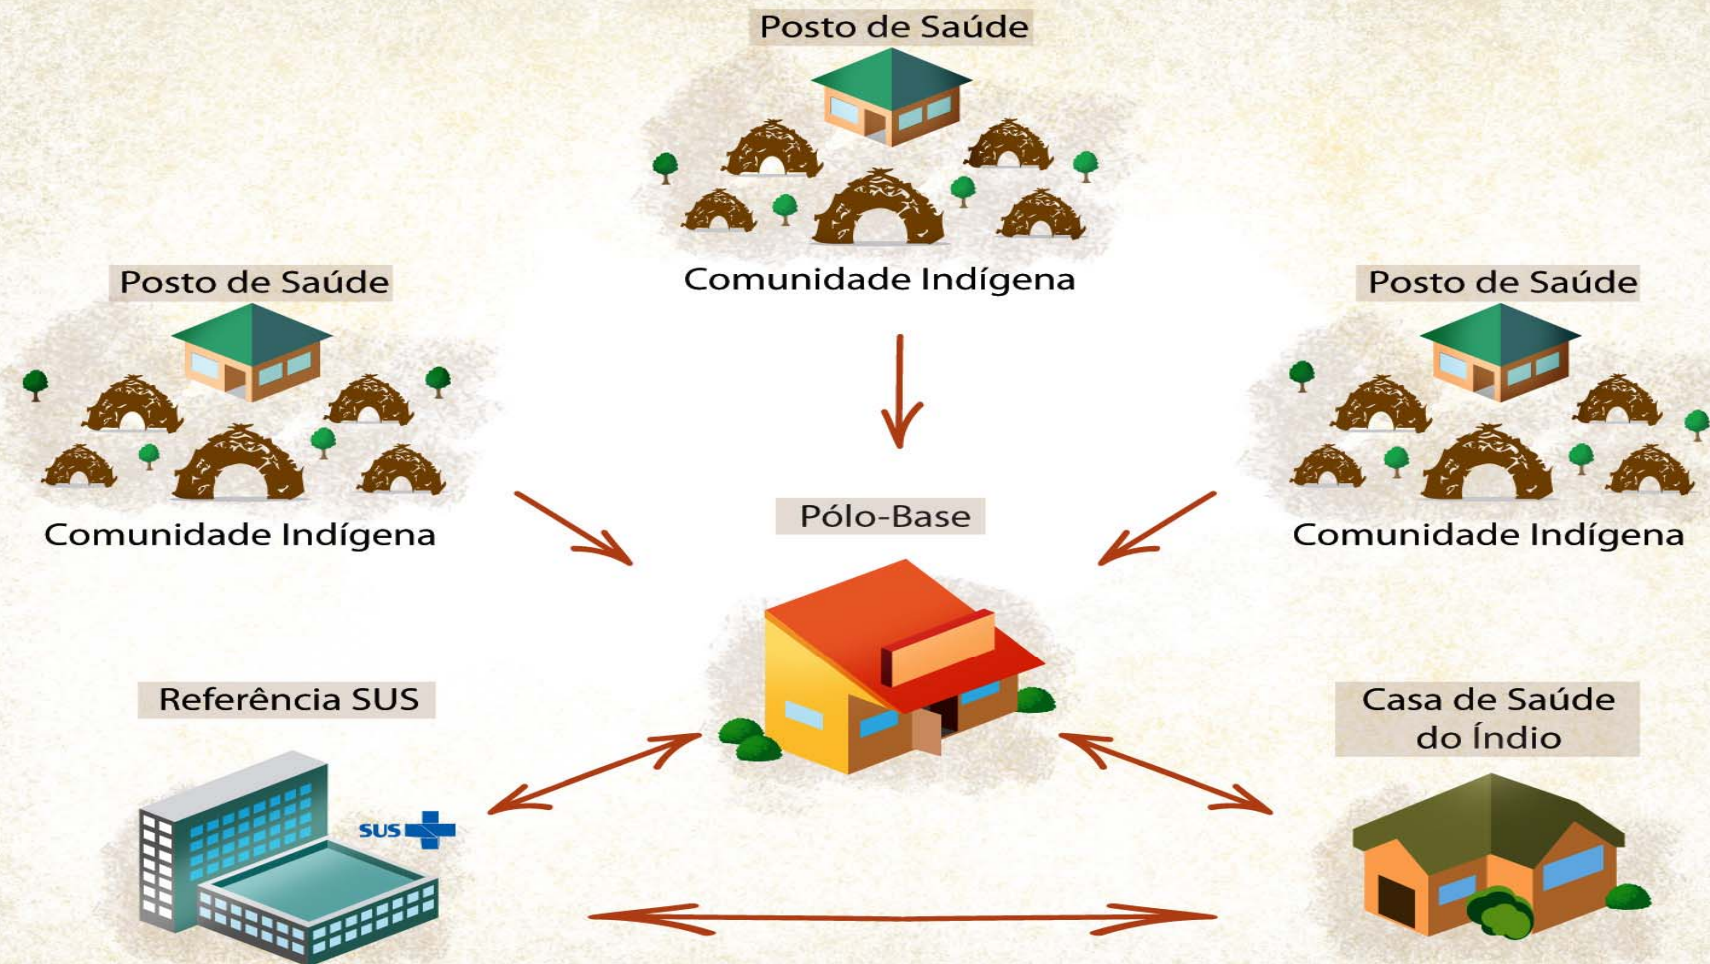 Posto de Saúde
Comunidade Indígena
Posto de Saúde
Comunidade Indígena
Posto de Saúde
Comunidade Indígena
Pólo-Base
Referência SUS
SUS
Casa de Saúde
do Índio